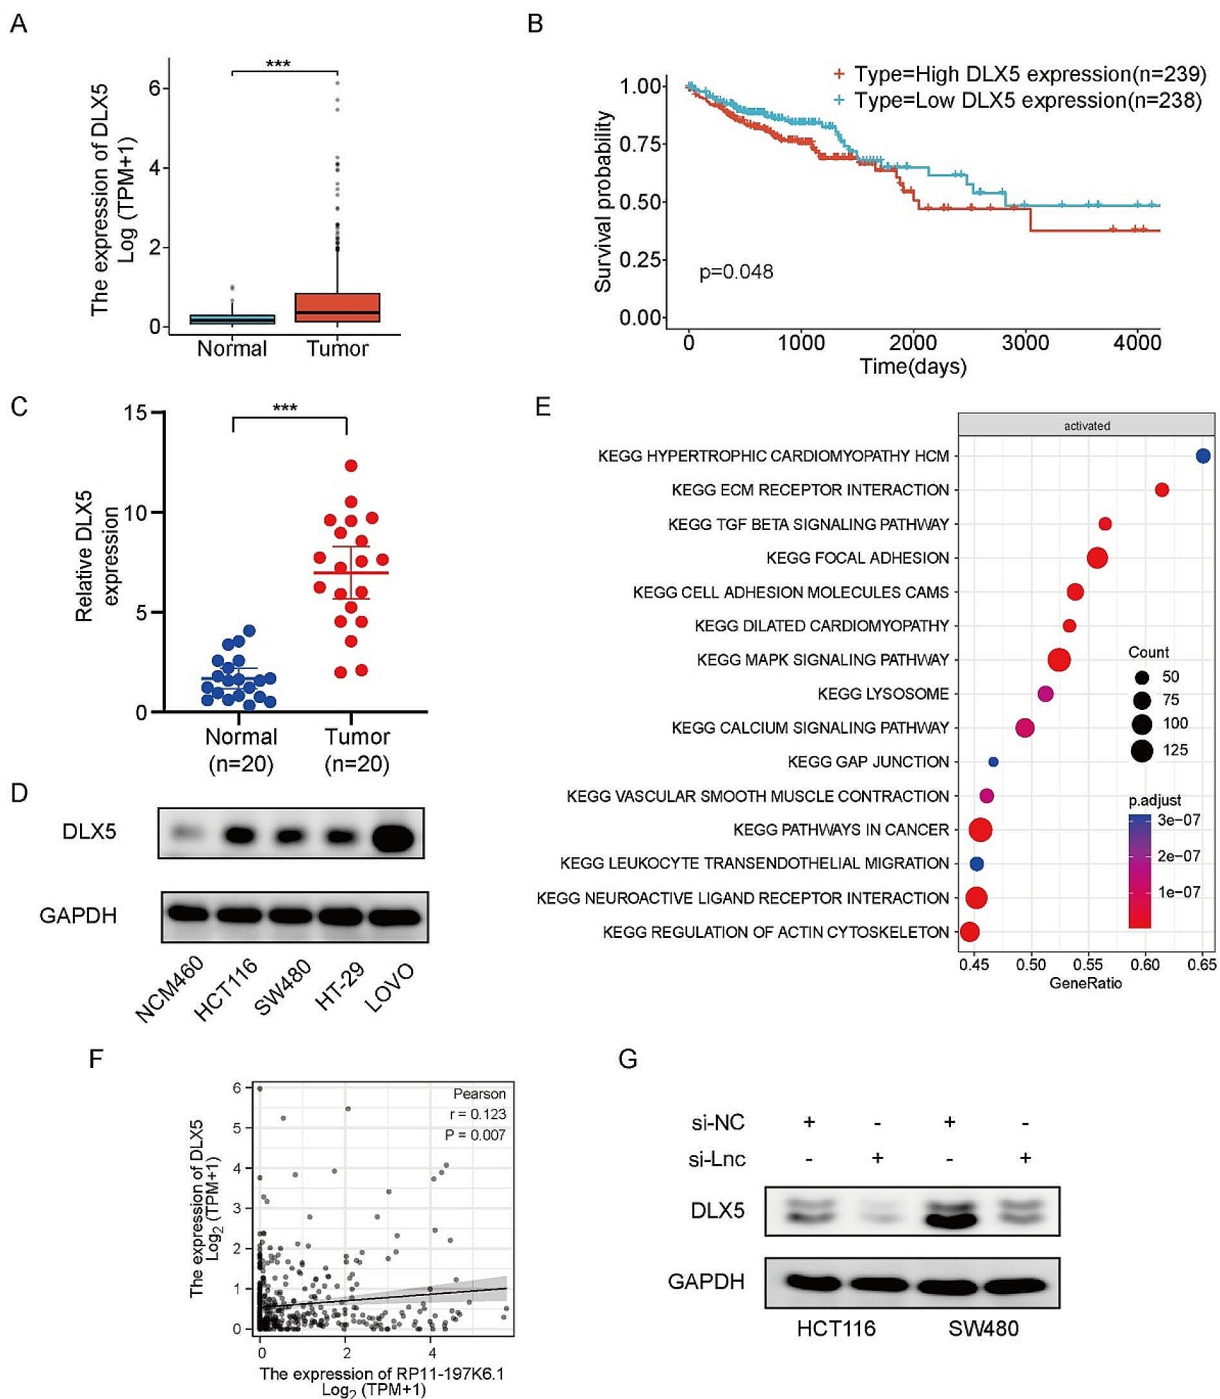 A
The expression of DLX5
Log (TPM+1)
***
6
4
2
0
Normal
Tumor
B
Type=High DLX5 expression(n=239)
Type=Low DLX5 expression(n=238)
Survival probability
1.00
0.75
0.50
0.25
0.00
p=0.048
0
1000
2000
3000
4000
Time(days)
C
Relative DLX5
expression
***
15
10
5
0
Normal
(n=20)
Tumor
(n=20)
D
DLX5
GAPDH
NCM460
HCT116
SW480
HT-29
LOVO
E
activated
KEGG HYPERTROPHIC CARDIOMYOPATHY HCM
KEGG ECM RECEPTOR INTERACTION
KEGG TGF BETA SIGNALING PATHWAY
KEGG FOCAL ADHESION
KEGG CELL ADHESION MOLECULES CAMS
KEGG DILATED CARDIOMYOPATHY
KEGG MAPK SIGNALING PATHWAY
KEGG LYSOSOME
KEGG CALCIUM SIGNALING PATHWAY
KEGG GAP JUNCTION
KEGG VASCULAR SMOOTH MUSCLE CONTRACTION
KEGG PATHWAYS IN CANCER
KEGG LEUKOCYTE TRANSENDOTHELIAL MIGRATION
KEGG NEUROACTIVE LIGAND RECEPTOR INTERACTION
KEGG REGULATION OF ACTIN CYTOSKELETON
Count
50
75
100
125
p.adjust
3e-07
2e-07
1e-07
0.45
0.50
0.55
0.60
0.65
GeneRatio
F
The expression of DLX5
Log2 (TPM+1)
6
5
4
3
2
1
0
Pearson
r = 0.123
P = 0.007
0
2
4
The expression of RP11-197K6.1
Log2 (TPM+1)
G
si-NC + - + -
si-Lnc - + - +
DLX5
GAPDH
HCT116
SW480